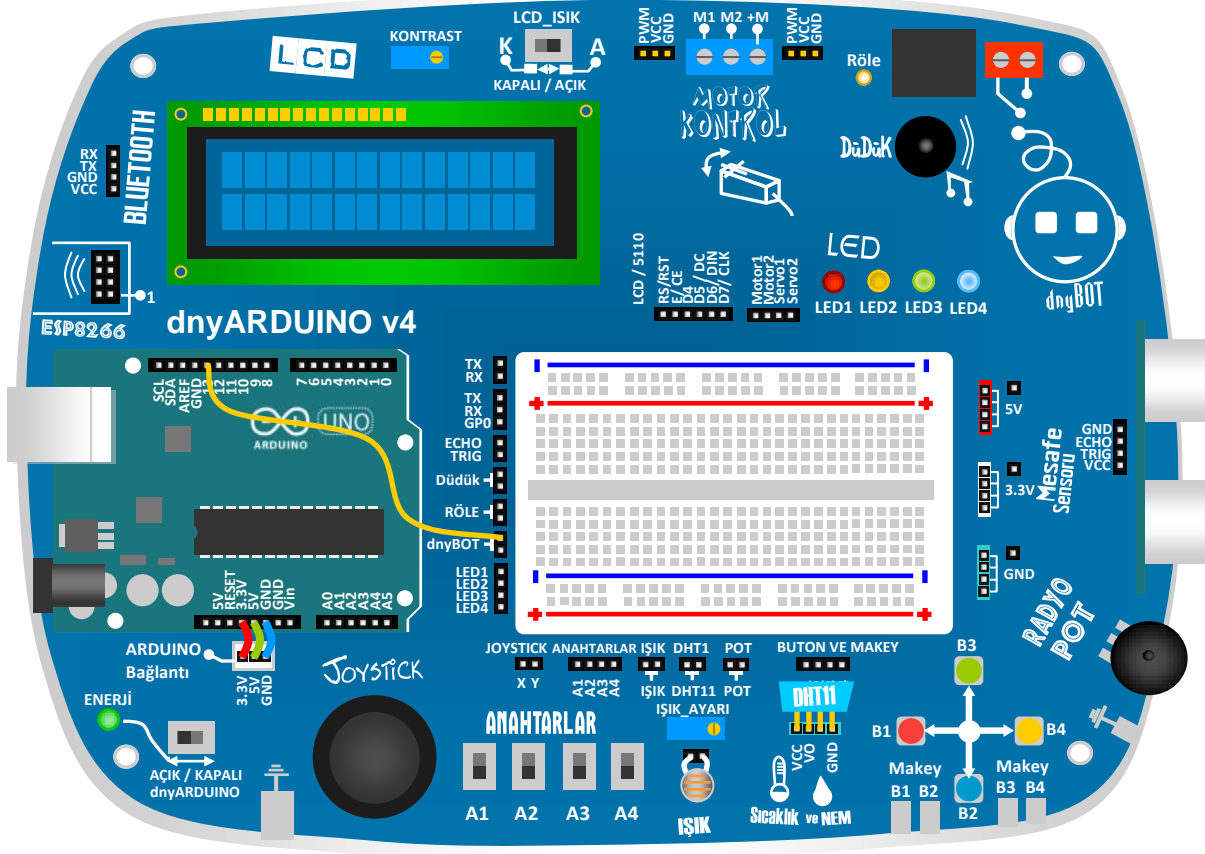 LCD_ISIK
KONTRAST
LCD
K
A
KAPALI / AÇIK
PWM
VCC
GND
M1 M2 +M
PWM
VCC
GND
Röle
MOTOR
KONTROL
DüDüK
BLUETOOTH
RX
TX
GND
VCC
1
ESP8266
LCD / 5110
RS/RST
E/CE
D4
D5 / DC
D6/ DIN
D7/ CLK
Motor1
Motor2
Servo1
Servo2
LED
LED1 LED2 LED3 LED4
dnyBOT
dnyARDUINO v4
SCL
SDA
AREF
GND
13
12
11
10
9
8
7
6
5
4
3
2
1
0
UNO
ARDUINO
TX
RX
TX
RX
GP0
ECHO
TRIG
Düdük
RÖLE
dnyBOT
LED1
LED2
LED3
LED4
5V
3.3V
GND
Mesafe
Sensoru
GND
ECHO
TRIG
VCC
RADYO
POT
5V
RESET
3.3V
5V
GND
GND
Vin
A0
A1
A2
A3
A4
A5
ARDUINO
Bağlantı
3.3V
5V
GND
ENERJİ
AÇIK / KAPALI
dnyARDUINO
JOYSTICK
JOYSTICK ANAHTARLAR IŞIK DHT1 POT
X Y
A1
A2
A3
A4
IŞIK DHT11 POT
IŞIK_AYARI
BUTON VE MAKEY
DHT11
VCC
VO
GND
ANAHTARLAR
A1 A2 A3 A4
IŞIK
Sıcaklık ve NEM
B3
B1
B4
B2
Makey
B1 B2
Makey
B3 B4